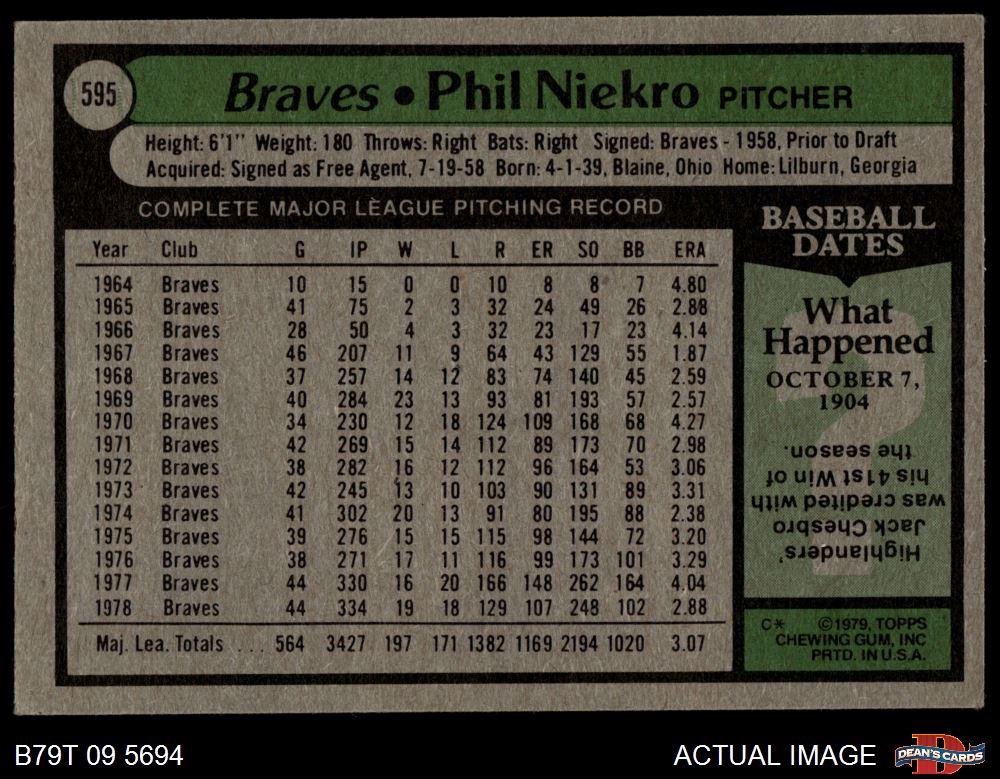 595
Braves • Phil Niekro PITCHER
Height: 6'1" Weight: 180 Throws: Right Bats: Right Signed: Braves - 1958, Prior to Draft
Acquired: Signed as Free Agent, 7-19-58 Born: 4-1-39, Blaine, Ohio Home: Lilburn, Georgia
COMPLETE MAJOR LEAGUE PITCHING RECORD
Year Club G IP W L R ER SO BB ERA
1964 Braves 10 15 0 0 10 8 8 7 4.80
1965 Braves 41 75 2 3 32 24 49 26 2.88
1966 Braves 28 50 4 3 32 23 17 23 4.14
1967 Braves 46 207 11 9 64 43 129 55 1.87
1968 Braves 37 257 14 12 83 74 140 45 2.59
1969 Braves 40 284 23 13 93 81 193 57 2.57
1970 Braves 34 230 12 18 124 109 168 68 4.27
1971 Braves 42 269 15 14 112 89 173 70 2.98
1972 Braves 38 282 16 12 112 96 164 53 3.06
1973 Braves 42 245 13 10 103 90 131 89 3.31
1974 Braves 41 302 20 13 91 80 195 88 2.38
1975 Braves 39 276 15 15 115 98 144 72 3.20
1976 Braves 38 271 17 11 116 99 173 101 3.29
1977 Braves 44 330 16 20 166 148 262 164 4.04
1978 Braves 44 334 19 18 129 107 248 102 2.88
Maj. Lea. Totals . . . 564 3427 197 171 1382 1169 2194 1020 3.07
BASEBALL
DATES
What
Happened
OCTOBER 7,
1904
Highlanders'
Jack Chesbro
was credited with
his 41st Win of
the season.
C* ©1979, TOPPS
CHEWING GUM, INC
PRTD. IN U.S.A.
B79T 09 5694
ACTUAL IMAGE
DEAN'S CARDS